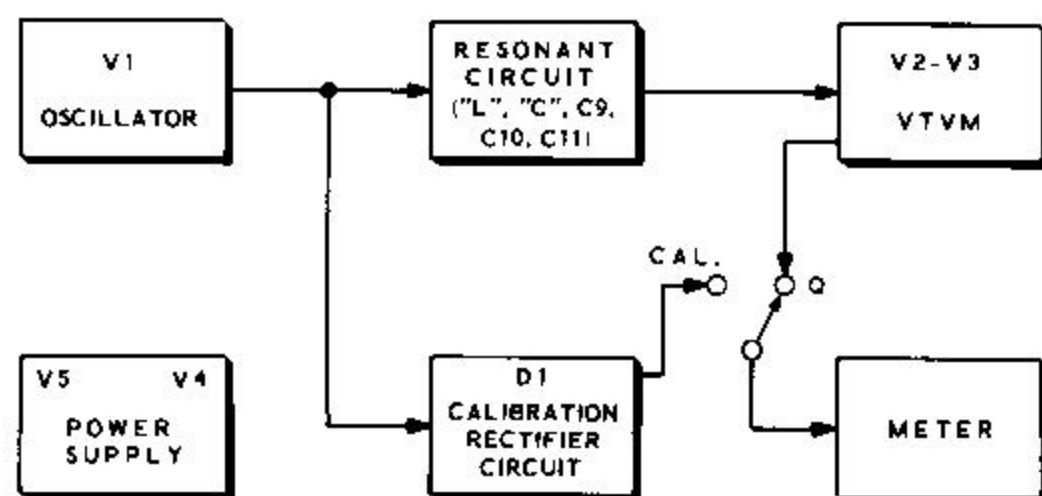 V1
OSCILLATOR
RESONANT
CIRCUIT
("L", "C", C9,
C10, C11)
V2-V3
VTVM
CAL.
Q
V5 V4
POWER
SUPPLY
D1
CALIBRATION
RECTIFIER
CIRCUIT
METER